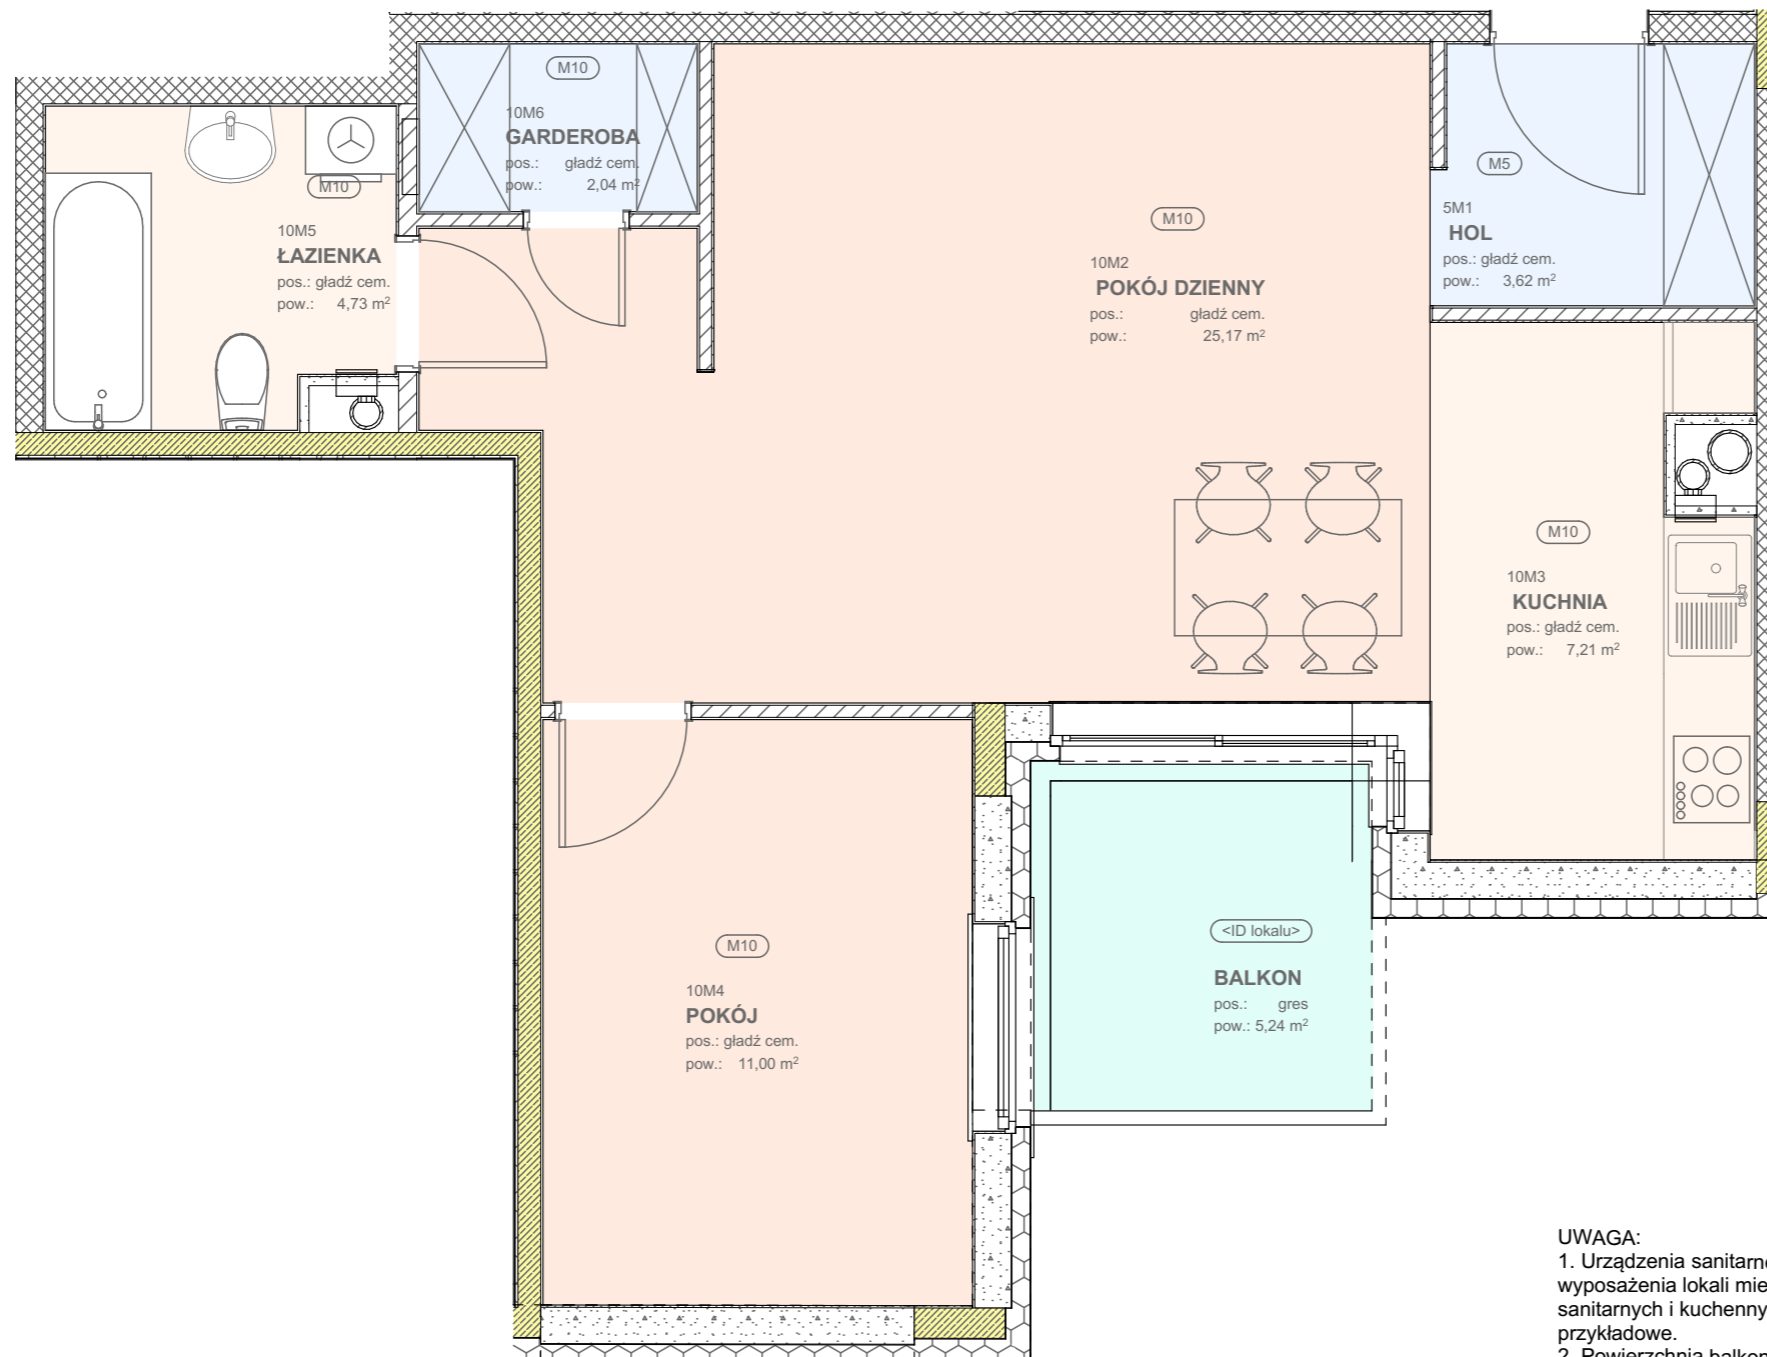 M10
10M6
GARDEROBA
pos.: gładź cem.
pow.: 2,04 m²
M10
10M5
ŁAZIENKA
pos.: gładź cem.
pow.: 4,73 m²
M10
10M2
POKÓJ DZIENNY
pos.: gładź cem.
pow.: 25,17 m²
M5
5M1
HOL
pos.: gładź cem.
pow.: 3,62 m²
M10
10M3
KUCHNIA
pos.: gładź cem.
pow.: 7,21 m²
M10
10M4
POKÓJ
pos.: gładź cem.
pow.: 11,00 m²
<ID lokalu>
BALKON
pos.: gres
pow.: 5,24 m²
UWAGA:
1. Urządzenia sanitarne
wyposażenia lokali mie
sanitarnych i kuchenny
przykładowe.
2. Powierzchnia balkon